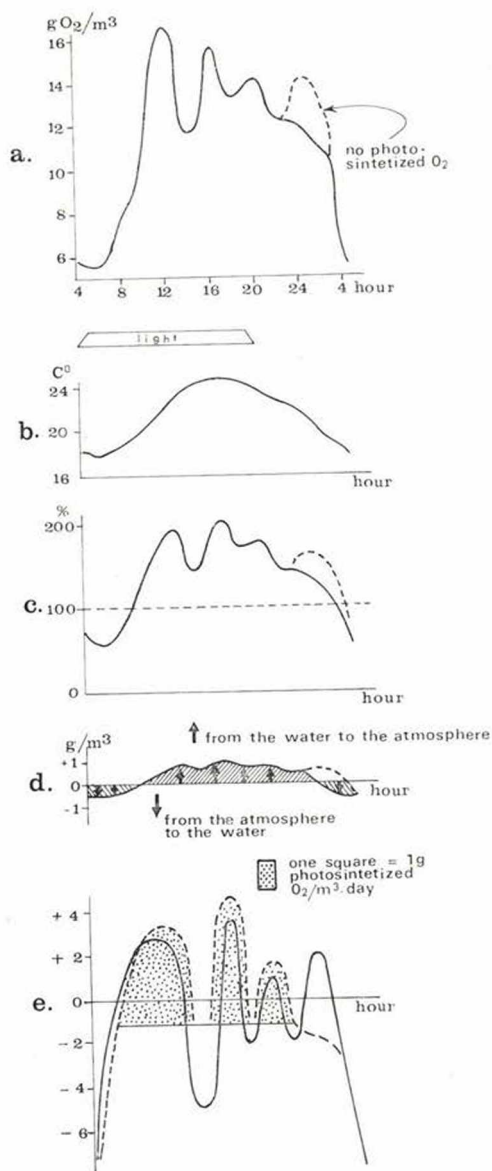 g O₂/m³
16
14
12
10
8
6
a.
no photo-
sintetized O₂
4 8 12 16 20 24 4 hour
light
C°
24
20
16
b.
hour
%
200
100
0
c.
hour
from the water to the atmosphere
g/m³
+1
0
-1
d.
hour
from the atmosphere
to the water
one square = 1g
photosintetized
O₂/m³.day
+ 4
+ 2
0
- 2
- 4
- 6
e.
hour